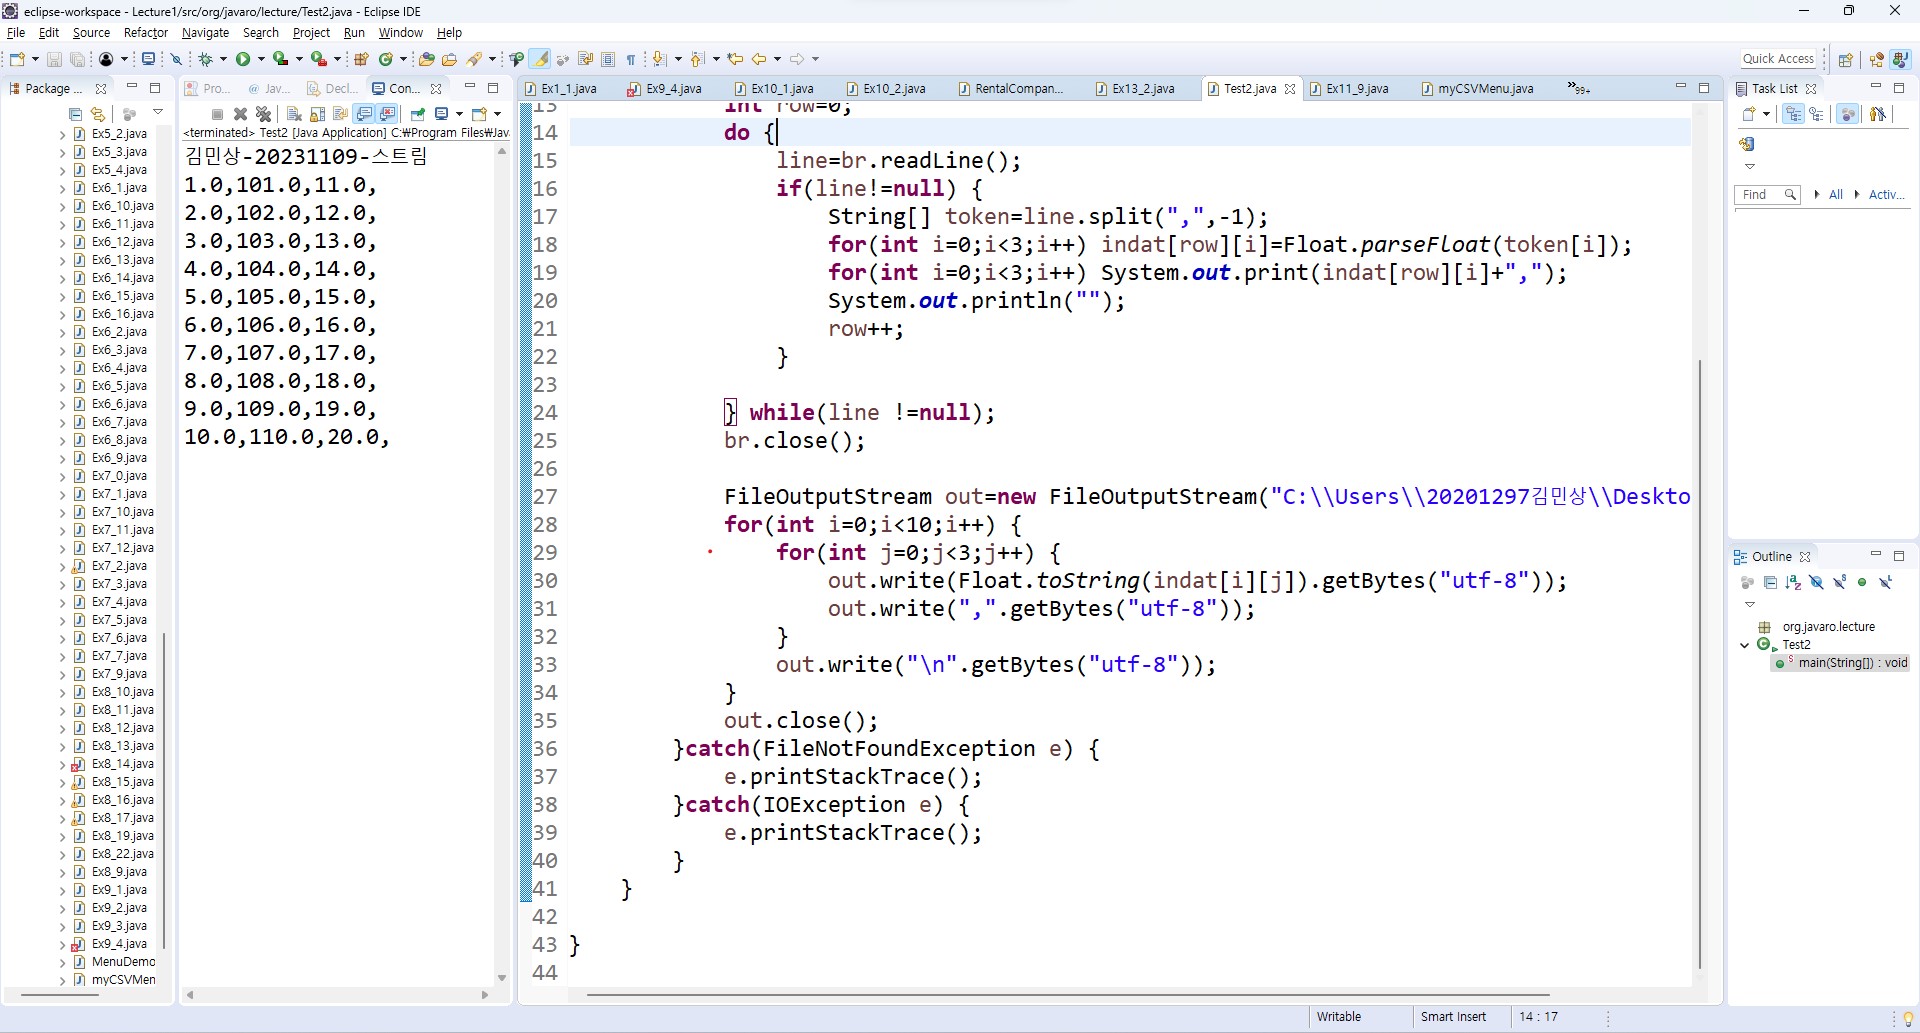 eclipse-workspace - Lecture1/src/org/javaro/lecture/Test2.java - Eclipse IDE
File Edit Source Refactor Navigate Search Project Run Window Help
Quick Access
Package ...
Ex5_2.java
Ex5_3.java
Ex5_4.java
Ex6_1.java
Ex6_10.java
Ex6_11.java
Ex6_12.java
Ex6_13.java
Ex6_14.java
Ex6_15.java
Ex6_16.java
Ex6_2.java
Ex6_3.java
Ex6_4.java
Ex6_5.java
Ex6_6.java
Ex6_7.java
Ex6_8.java
Ex6_9.java
Ex7_0.java
Ex7_1.java
Ex7_10.java
Ex7_11.java
Ex7_12.java
Ex7_2.java
Ex7_3.java
Ex7_4.java
Ex7_5.java
Ex7_6.java
Ex7_7.java
Ex7_9.java
Ex8_10.java
Ex8_11.java
Ex8_12.java
Ex8_13.java
Ex8_14.java
Ex8_15.java
Ex8_16.java
Ex8_17.java
Ex8_19.java
Ex8_22.java
Ex8_9.java
Ex9_1.java
Ex9_2.java
Ex9_3.java
Ex9_4.java
MenuDemo
myCSVMen
Pro... @ Jav... Decl... Con...
<terminated> Test2 [Java Application] C:₩Program Files₩Jav
김민상-20231109-스트림
1.0,101.0,11.0,
2.0,102.0,12.0,
3.0,103.0,13.0,
4.0,104.0,14.0,
5.0,105.0,15.0,
6.0,106.0,16.0,
7.0,107.0,17.0,
8.0,108.0,18.0,
9.0,109.0,19.0,
10.0,110.0,20.0,
Ex1_1.java Ex9_4.java Ex10_1.java Ex10_2.java RentalCompan... Ex13_2.java Test2.java Ex11_9.java myCSVMenu.java »99+
13 int row=0;
14 do {
15 line=br.readLine();
16 if(line!=null) {
17 String[] token=line.split(",",-1);
18 for(int i=0;i<3;i++) indat[row][i]=Float.parseFloat(token[i]);
19 for(int i=0;i<3;i++) System.out.print(indat[row][i]+",");
20 System.out.println("");
21 row++;
22 }
23
24 } while(line !=null);
25 br.close();
26
27 FileOutputStream out=new FileOutputStream("C:\\Users\\20201297김민상\\Deskto
28 for(int i=0;i<10;i++) {
29 for(int j=0;j<3;j++) {
30 out.write(Float.toString(indat[i][j]).getBytes("utf-8"));
31 out.write(",".getBytes("utf-8"));
32 }
33 out.write("\n".getBytes("utf-8"));
34 }
35 out.close();
36 }catch(FileNotFoundException e) {
37 e.printStackTrace();
38 }catch(IOException e) {
39 e.printStackTrace();
40 }
41 }
42
43 }
44
Task List
Find All Activ...
Outline
org.javaro.lecture
Test2
main(String[]) : void
Writable Smart Insert 14 : 17